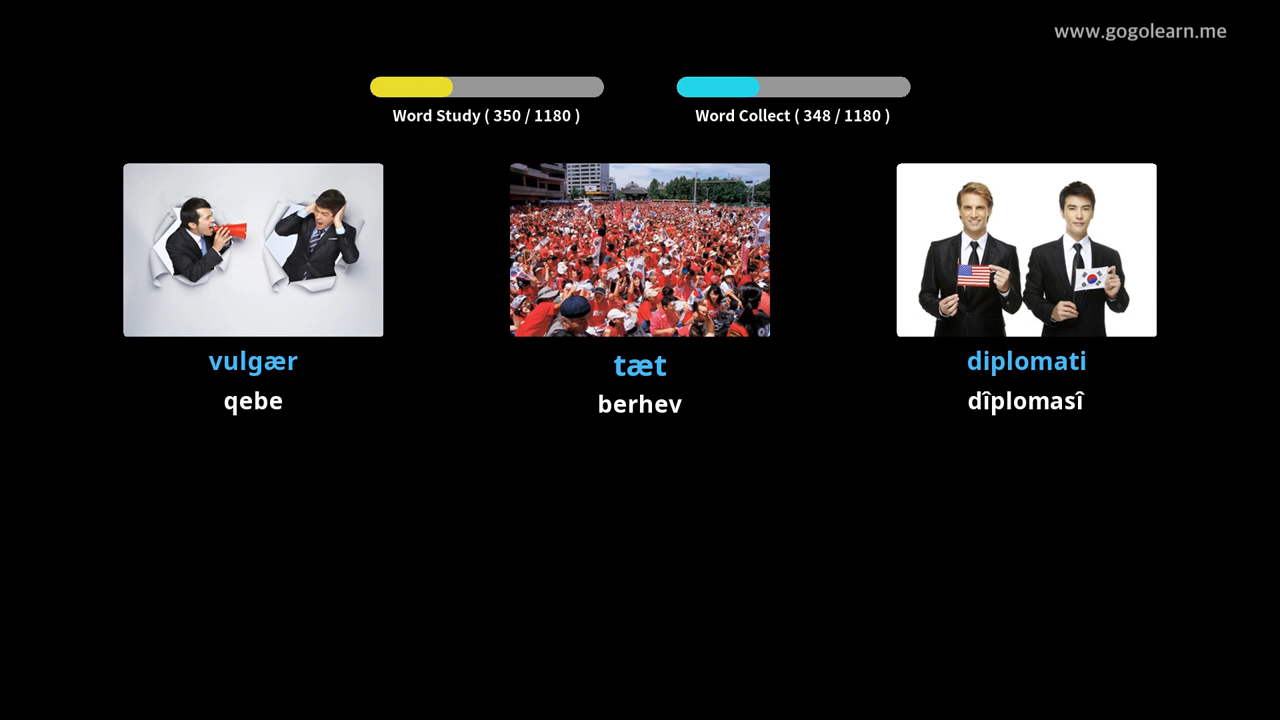 www.gogolearn.me
Word Study ( 350 / 1180 )
Word Collect ( 348 / 1180 )
vulgær
tæt
diplomati
qebe
berhev
dîplomasî